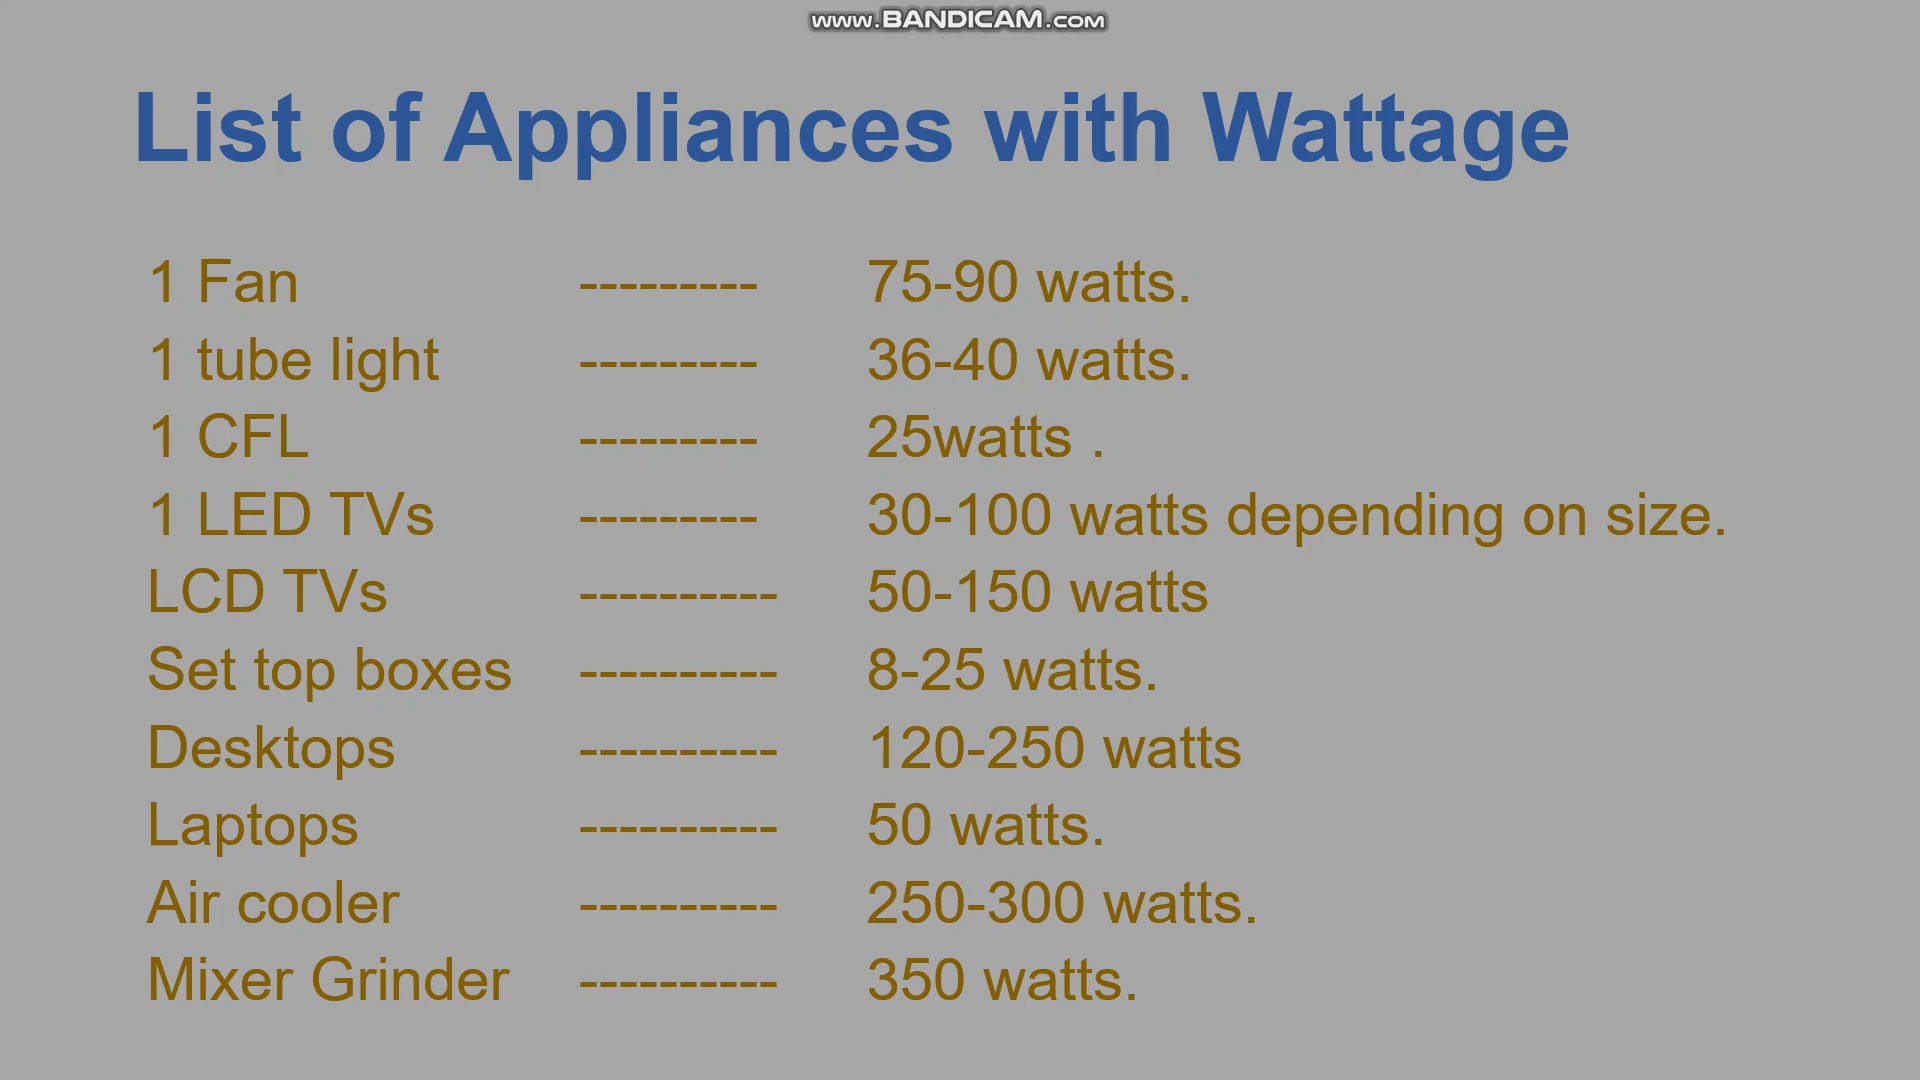 www.BANDICAM.com
List of Appliances with Wattage
1 Fan --------- 75-90 watts.
1 tube light --------- 36-40 watts.
1 CFL --------- 25watts .
1 LED TVs --------- 30-100 watts depending on size.
LCD TVs ---------- 50-150 watts
Set top boxes ---------- 8-25 watts.
Desktops ---------- 120-250 watts
Laptops ---------- 50 watts.
Air cooler ---------- 250-300 watts.
Mixer Grinder ---------- 350 watts.